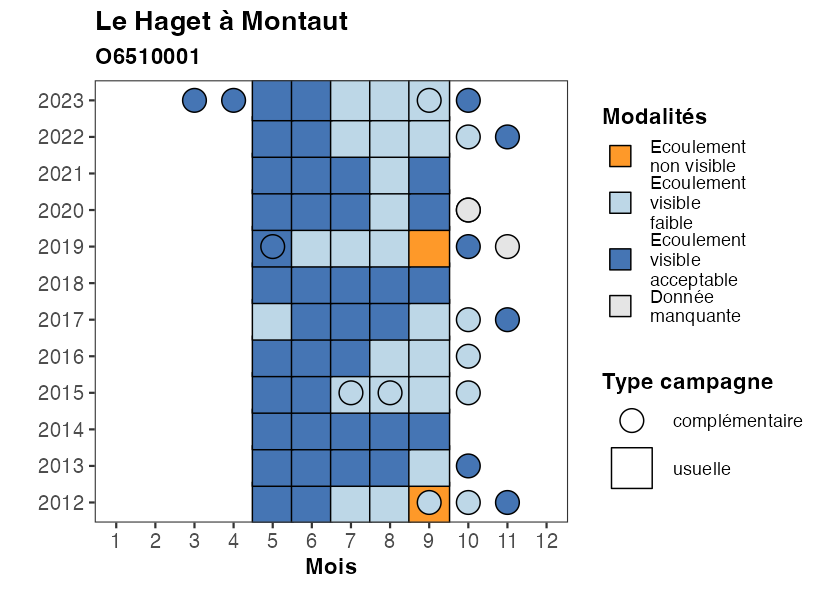 Le Haget à Montaut
O6510001
2023
2022
2021
2020
2019
2018
2017
2016
2015
2014
2013
2012
1 2 3 4 5 6 7 8 9 10 11 12
Mois
Modalités
Ecoulement
non visible
Ecoulement
visible
faible
Ecoulement
visible
acceptable
Donnée
manquante
Type campagne
complémentaire
usuelle